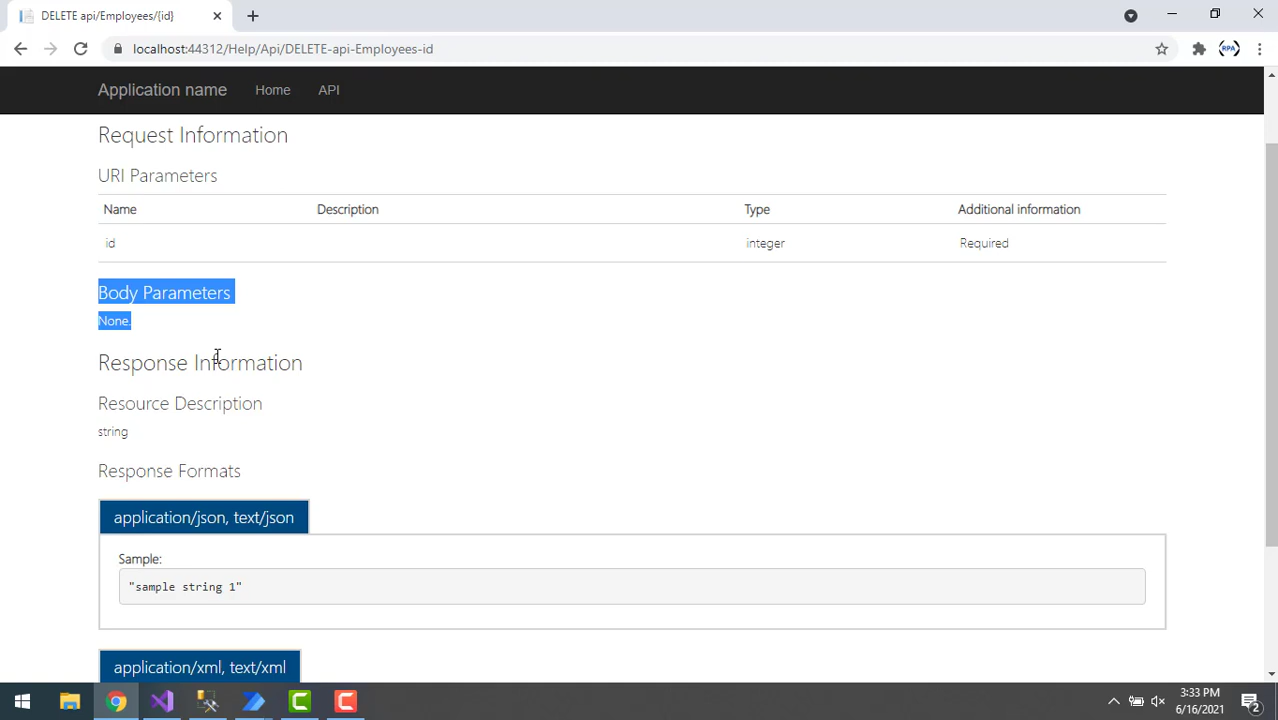 DELETE api/Employees/{id}
localhost:44312/Help/Api/DELETE-api-Employees-id
RPA
Application name Home API
Request Information
URI Parameters
Name Description Type Additional information
id integer Required
Body Parameters
None.
Response Information
Resource Description
string
Response Formats
application/json, text/json
Sample:
"sample string 1"
application/xml, text/xml
3:33 PM
6/16/2021
2